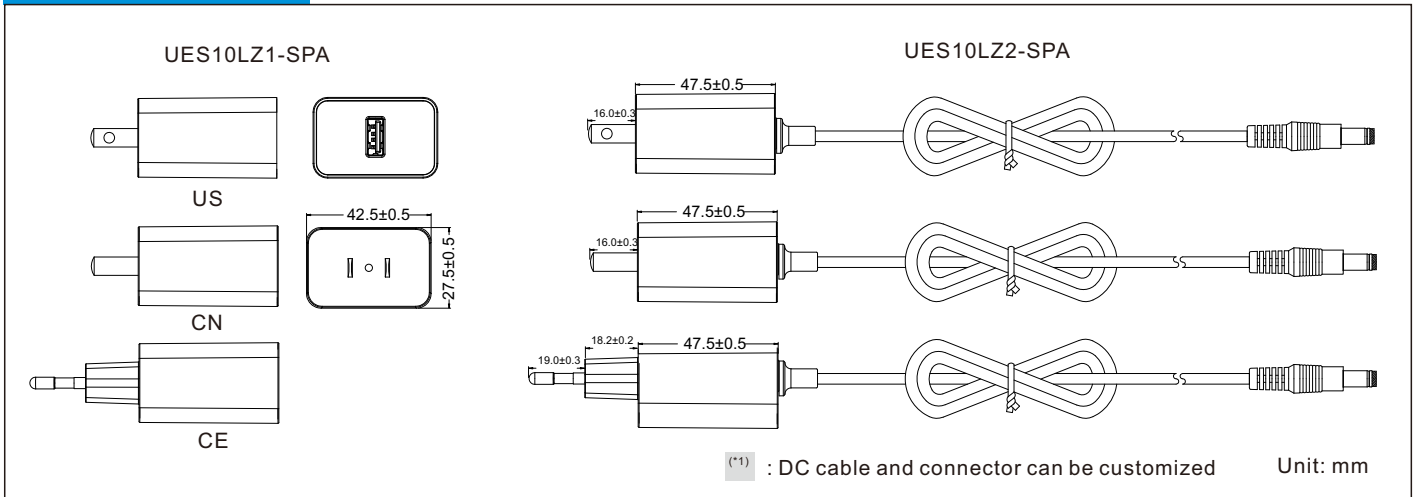 UES10LZ1-SPA
UES10LZ2-SPA
47.5±0.5
16.0±0.3
US
42.5±0.5
27.5±0.5
47.5±0.5
16.0±0.3
CN
18.2±0.2
47.5±0.5
19.0±0.3
CE
(*1) : DC cable and connector can be customized
Unit: mm